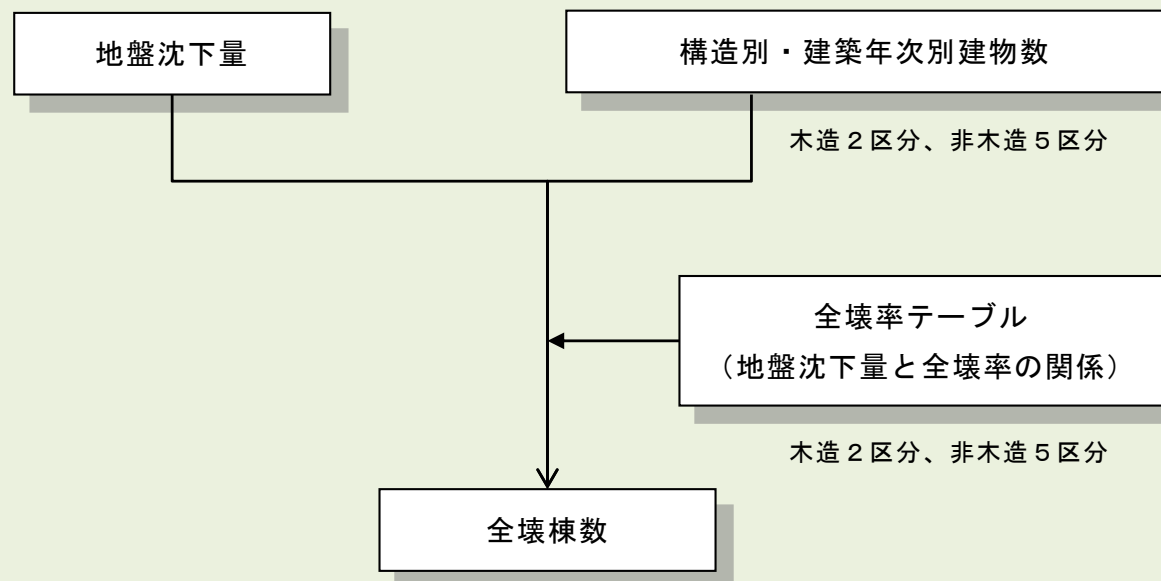 地盤沈下量
構造別・建築年次別建物数
木造２区分、非木造５区分
全壊率テーブル
（地盤沈下量と全壊率の関係）
木造２区分、非木造５区分
全壊棟数